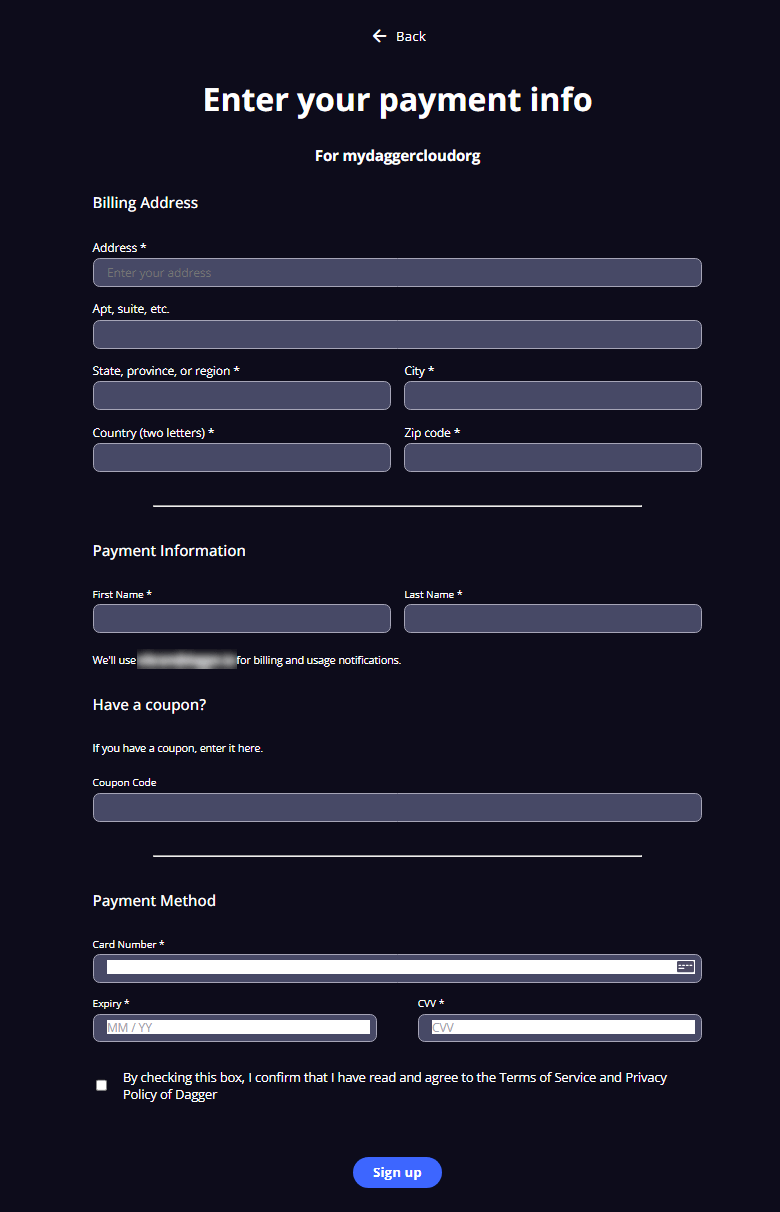 Back
Enter your payment info
For mydaggercloudorg
Billing Address
Address *
Enter your address
Apt, suite, etc.
State, province, or region *
City *
Country (two letters) *
Zip code *
Payment Information
First Name *
Last Name *
We'll use for billing and usage notifications.
Have a coupon?
If you have a coupon, enter it here.
Coupon Code
Payment Method
Card Number *
Expiry *
CVV *
MM / YY
CVV
By checking this box, I confirm that I have read and agree to the Terms of Service and Privacy
Policy of Dagger
Sign up